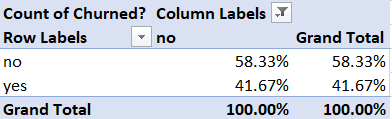 Count of Churned? Column Labels
Row Labels no Grand Total
no 58.33% 58.33%
yes 41.67% 41.67%
Grand Total 100.00% 100.00%